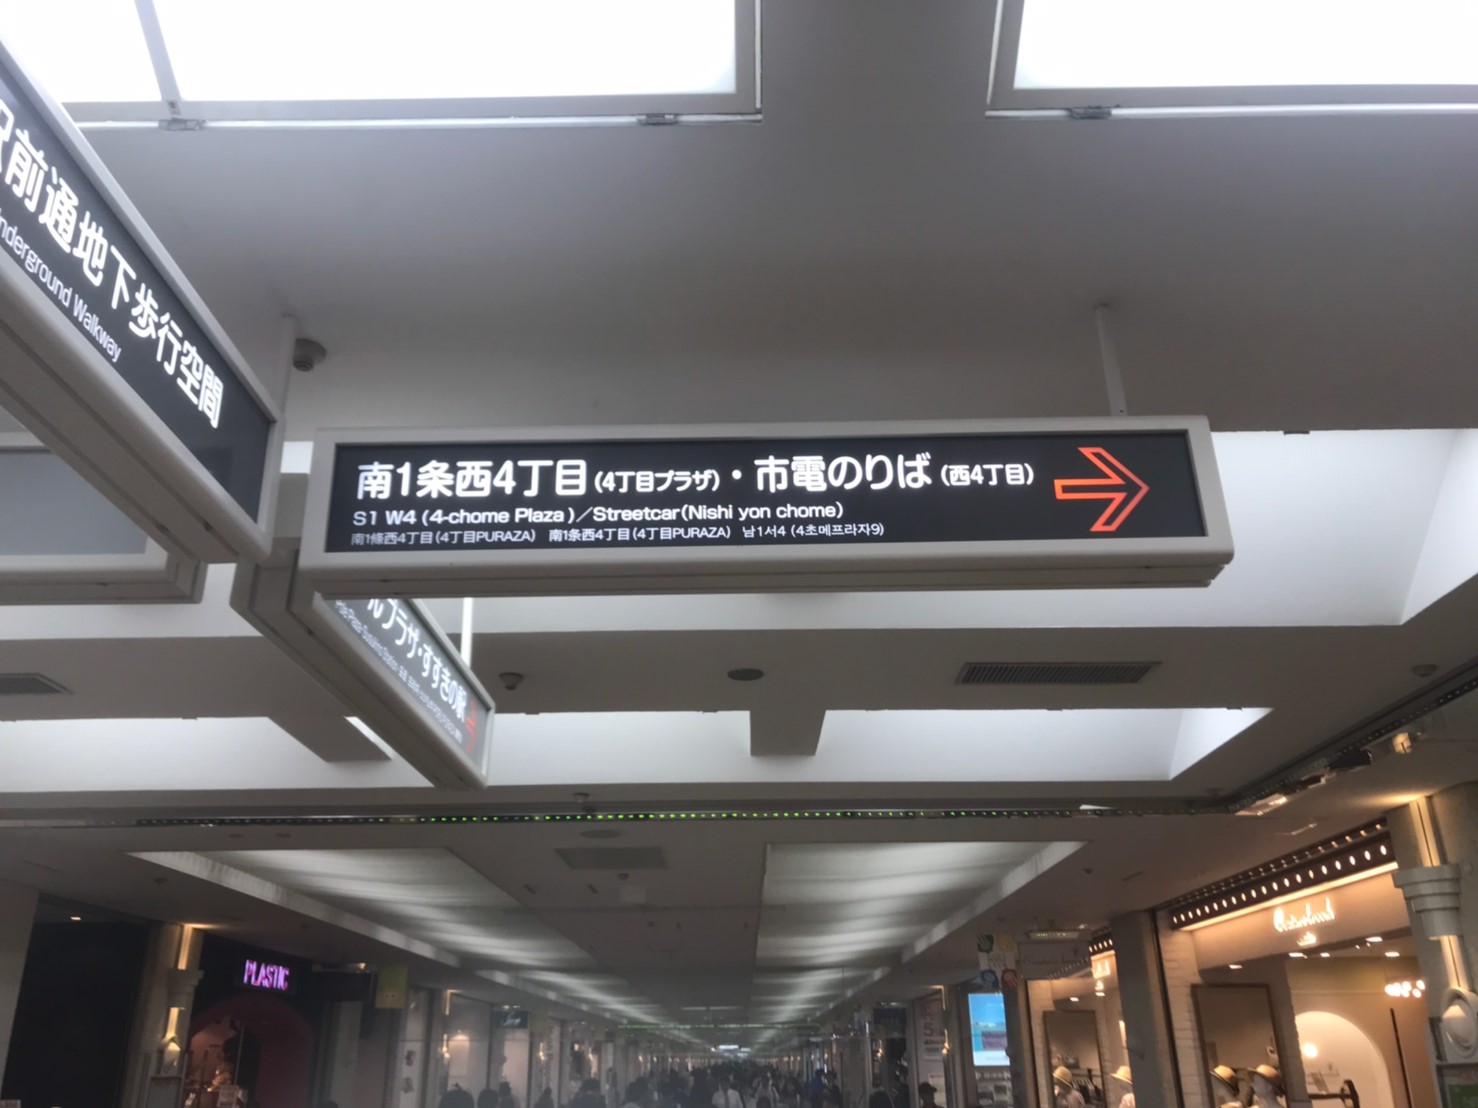 前通地下歩行空間
Underground Walkway
南1条西4丁目(4丁目プラザ)・市電のりば(西4丁目)
S1 W4 (4-chome Plaza)／Streetcar(Nishi yon chome)
南1條西4丁目(4丁目PURAZA) 南1条西4丁目(4丁目PURAZA) 남1서4 (4초메프라자9)
ルプラザ・すすきの駅
PLASTIC